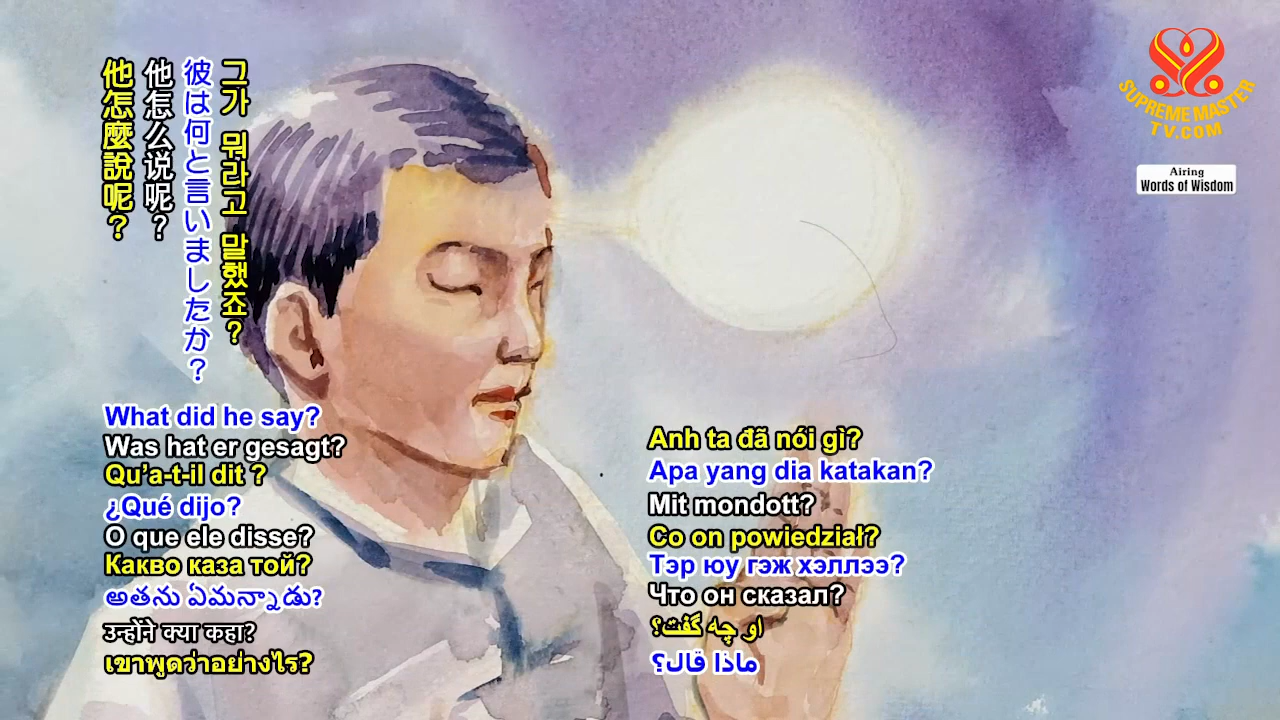 他怎麼說呢？
他怎么说呢？
彼は何と言いましたか？
그가 뭐라고 말했죠？
What did he say?
Was hat er gesagt?
Qu’a-t-il dit ?
¿Qué dijo?
O que ele disse?
Какво каза той?
అతను ఏమన్నాడు?
उन्होंने क्या कहा?
เขาพูดว่าอย่างไร?
Anh ta đã nói gì?
Apa yang dia katakan?
Mit mondott?
Co on powiedział?
Тэр юу гэж хэллээ?
Что он сказал?
او چه گفت؟
ماذا قال؟
SUPREME MASTER
TV.COM
Airing
Words of Wisdom